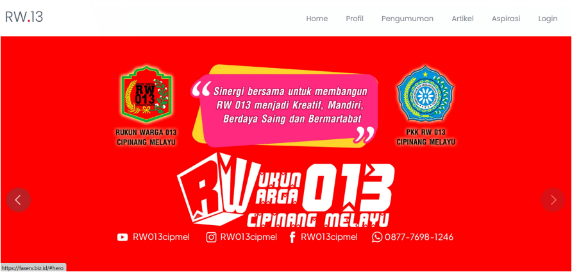 RW.13
Home Profil Pengumuman Artikel Aspirasi Login
Sinergi bersama untuk membangun
RW 013 menjadi Kreatif, Mandiri,
Berdaya Saing dan Bermartabat
RW
013
RUKUN WARGA 013
CIPINANG MELAYU
PKK RW 013
CIPINANG MELAYU
RUKUN
WARGA 013
CIPINANG MELAYU
RW013cipmel RW013cipmel RW013cipmel 0877-7698-1246